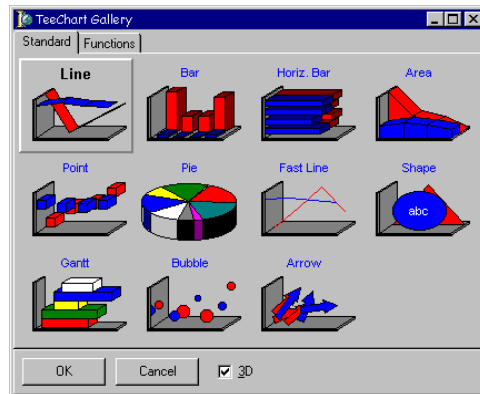 TeeChart Gallery
Standard Functions
Line Bar Horiz. Bar Area
Point Pie Fast Line Shape
abc
Gantt Bubble Arrow
OK Cancel 3D